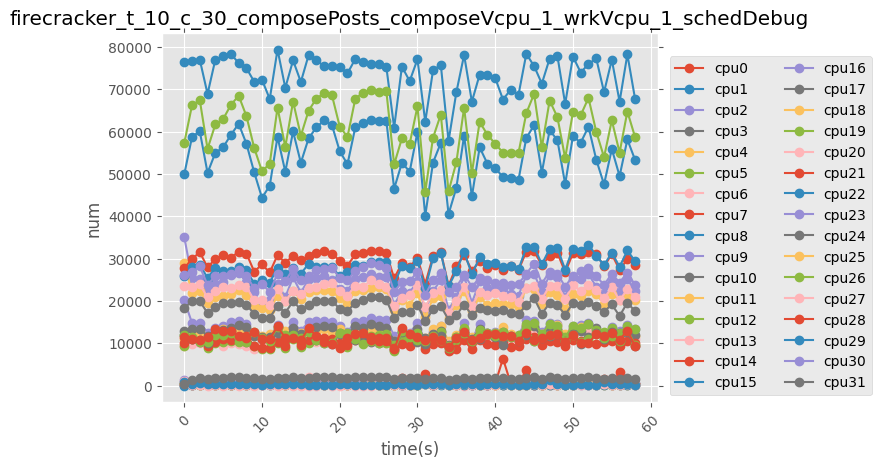 firecracker_t_10_c_30_composePosts_composeVcpu_1_wrkVcpu_1_schedDebug
80000
70000
60000
50000
40000
30000
20000
10000
0
num
0 10 20 30 40 50 60
time(s)
cpu0 cpu16
cpu1 cpu17
cpu2 cpu18
cpu3 cpu19
cpu4 cpu20
cpu5 cpu21
cpu6 cpu22
cpu7 cpu23
cpu8 cpu24
cpu9 cpu25
cpu10 cpu26
cpu11 cpu27
cpu12 cpu28
cpu13 cpu29
cpu14 cpu30
cpu15 cpu31